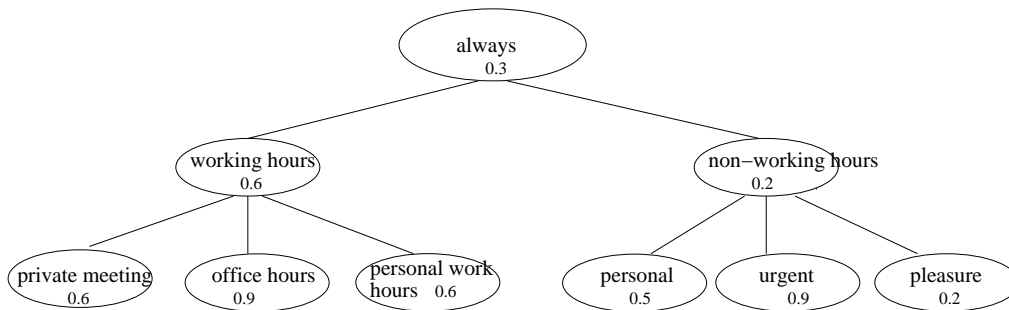 always
0.3
working hours
0.6
non−working hours
0.2
private meeting
0.6
office hours
0.9
personal work
hours 0.6
personal
0.5
urgent
0.9
pleasure
0.2